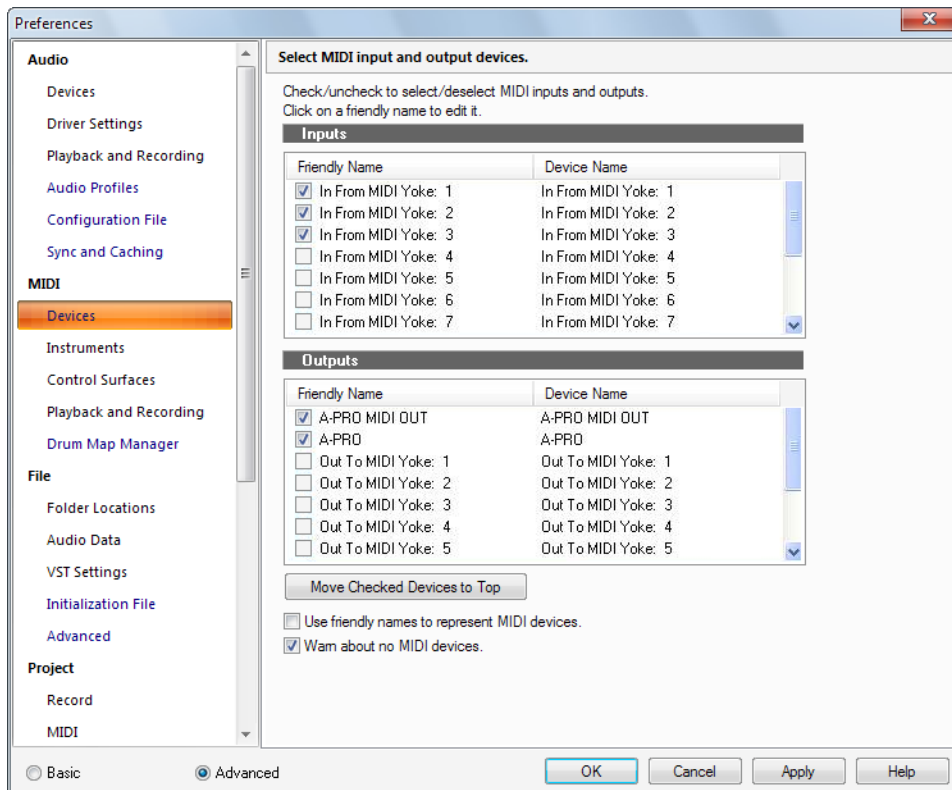 Preferences
Audio
Devices
Driver Settings
Playback and Recording
Audio Profiles
Configuration File
Sync and Caching
MIDI
Devices
Instruments
Control Surfaces
Playback and Recording
Drum Map Manager
File
Folder Locations
Audio Data
VST Settings
Initialization File
Advanced
Project
Record
MIDI
Basic
Advanced
Select MIDI input and output devices.
Check/uncheck to select/deselect MIDI inputs and outputs.
Click on a friendly name to edit it.
Inputs
Friendly Name Device Name
In From MIDI Yoke: 1 In From MIDI Yoke: 1
In From MIDI Yoke: 2 In From MIDI Yoke: 2
In From MIDI Yoke: 3 In From MIDI Yoke: 3
In From MIDI Yoke: 4 In From MIDI Yoke: 4
In From MIDI Yoke: 5 In From MIDI Yoke: 5
In From MIDI Yoke: 6 In From MIDI Yoke: 6
In From MIDI Yoke: 7 In From MIDI Yoke: 7
Outputs
Friendly Name Device Name
A-PRO MIDI OUT A-PRO MIDI OUT
A-PRO A-PRO
Out To MIDI Yoke: 1 Out To MIDI Yoke: 1
Out To MIDI Yoke: 2 Out To MIDI Yoke: 2
Out To MIDI Yoke: 3 Out To MIDI Yoke: 3
Out To MIDI Yoke: 4 Out To MIDI Yoke: 4
Out To MIDI Yoke: 5 Out To MIDI Yoke: 5
Move Checked Devices to Top
Use friendly names to represent MIDI devices.
Warn about no MIDI devices.
OK Cancel Apply Help